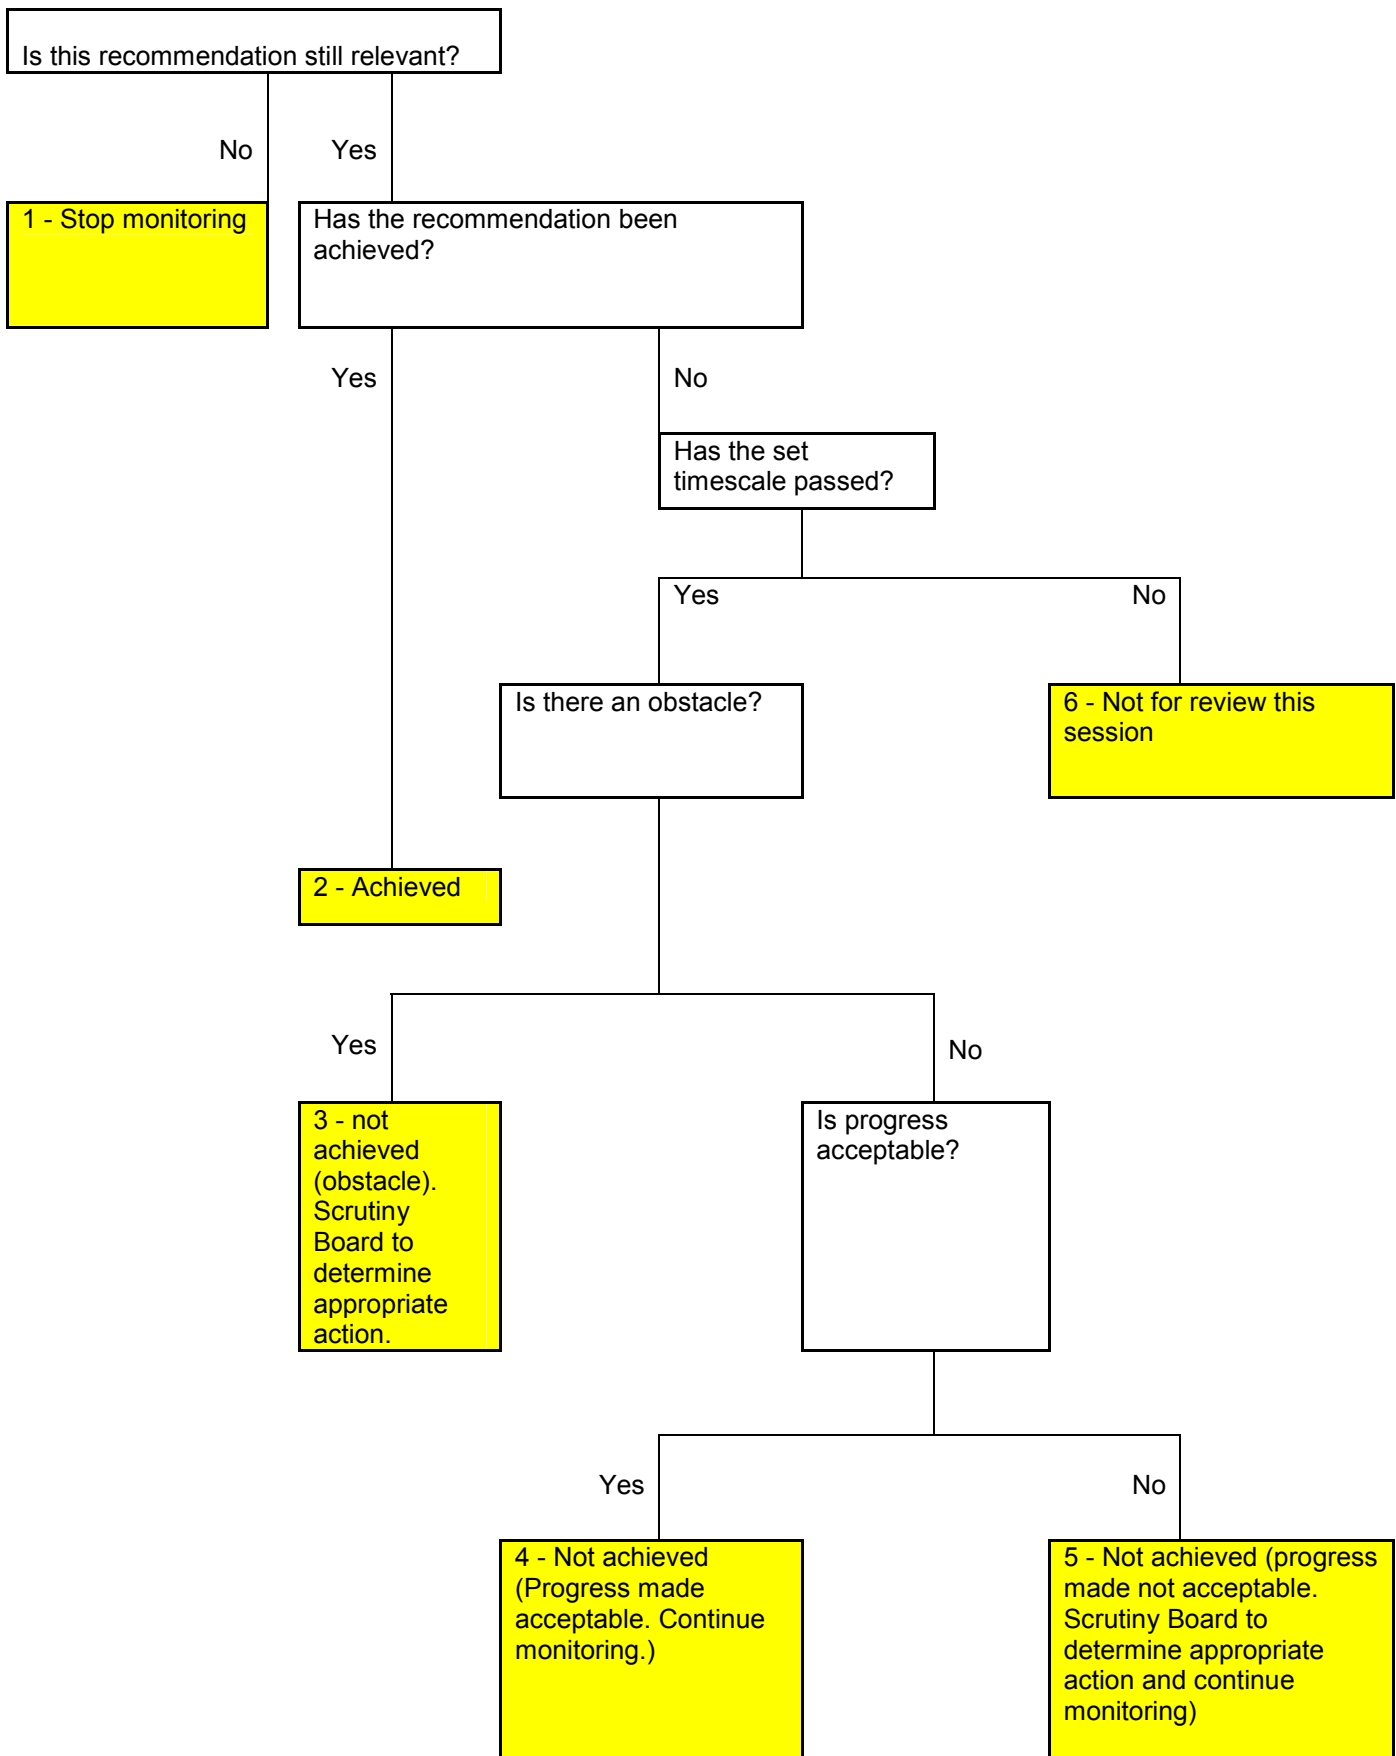 Is this recommendation still relevant?
No
Yes
1 - Stop monitoring
Has the recommendation been
achieved?
Yes
No
Has the set
timescale passed?
Yes
No
Is there an obstacle?
6 - Not for review this
session
2 - Achieved
Yes
No
3 - not
achieved
(obstacle).
Scrutiny
Board to
determine
appropriate
action.
Is progress
acceptable?
Yes
No
4 - Not achieved
(Progress made
acceptable. Continue
monitoring.)
5 - Not achieved (progress
made not acceptable.
Scrutiny Board to
determine appropriate
action and continue
monitoring)